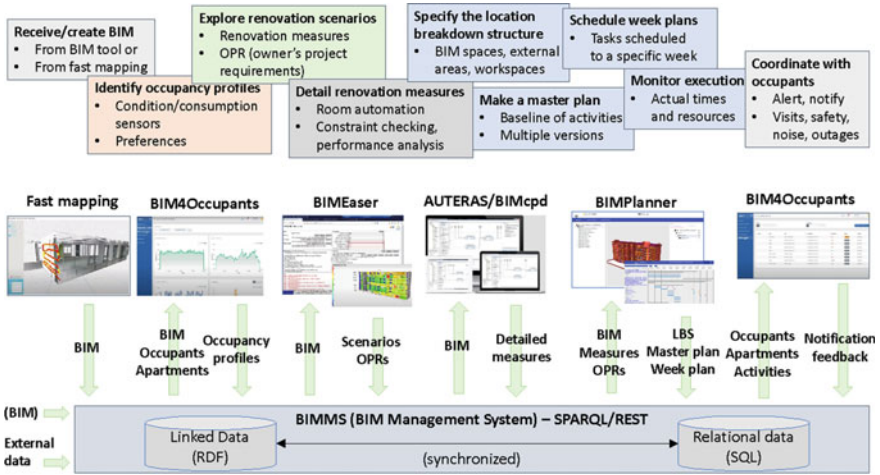 Receive/create BIM
• From BIM tool or
• From fast mapping
Explore renovation scenarios
• Renovation measures
• OPR (owner's project
requirements)
Specify the location
breakdown structure
• BIM spaces, external
areas, workspaces
Schedule week plans
• Tasks scheduled
to a specific week
Identify occupancy profiles
• Condition/consumption
sensors
• Preferences
Detail renovation measures
• Room automation
• Constraint checking,
performance analysis
Make a master plan
• Baseline of activities
• Multiple versions
Monitor execution
• Actual times
and resources
Coordinate with
occupants
• Alert, notify
• Visits, safety,
noise, outages
Fast mapping
BIM4Occupants
BIMEaser
AUTERAS/BIMcpd
BIMPlanner
BIM4Occupants
BIM
BIM
Occupants
Apartments
Occupancy
profiles
BIM
Scenarios
OPRs
BIM
Detailed
measures
BIM
Measures
OPRs
LBS
Master plan
Week plan
Occupants
Apartments
Activities
Notification
feedback
(BIM)
External
data
BIMMS (BIM Management System) – SPARQL/REST
Linked Data
(RDF)
(synchronized)
Relational data
(SQL)